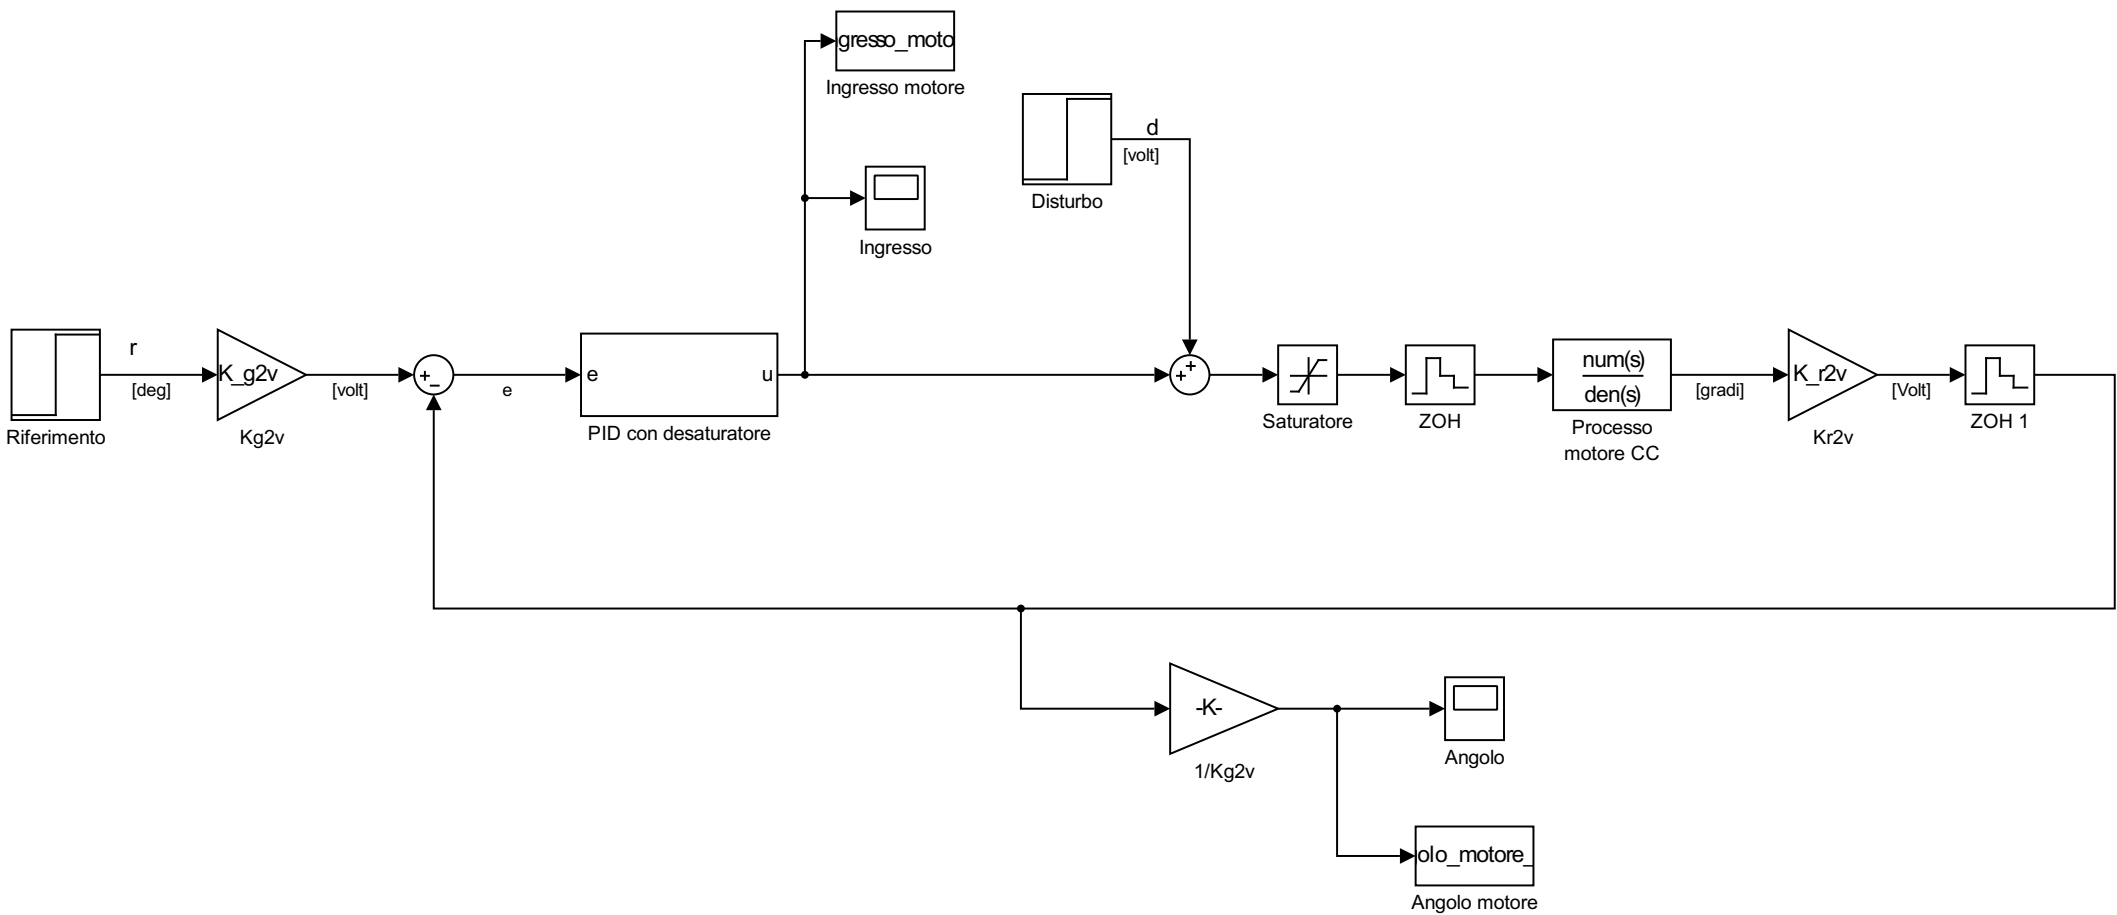 gresso_moto
Ingresso motore
d
[volt]
Disturbo
Ingresso
r
[deg]
Riferimento
K_g2v
Kg2v
[volt]
+
−
e
e
u
PID con desaturatore
+
+
Saturatore
ZOH
num(s)
den(s)
Processo
motore CC
[gradi]
K_r2v
Kr2v
[Volt]
ZOH 1
-K-
1/Kg2v
Angolo
olo_motore_
Angolo motore